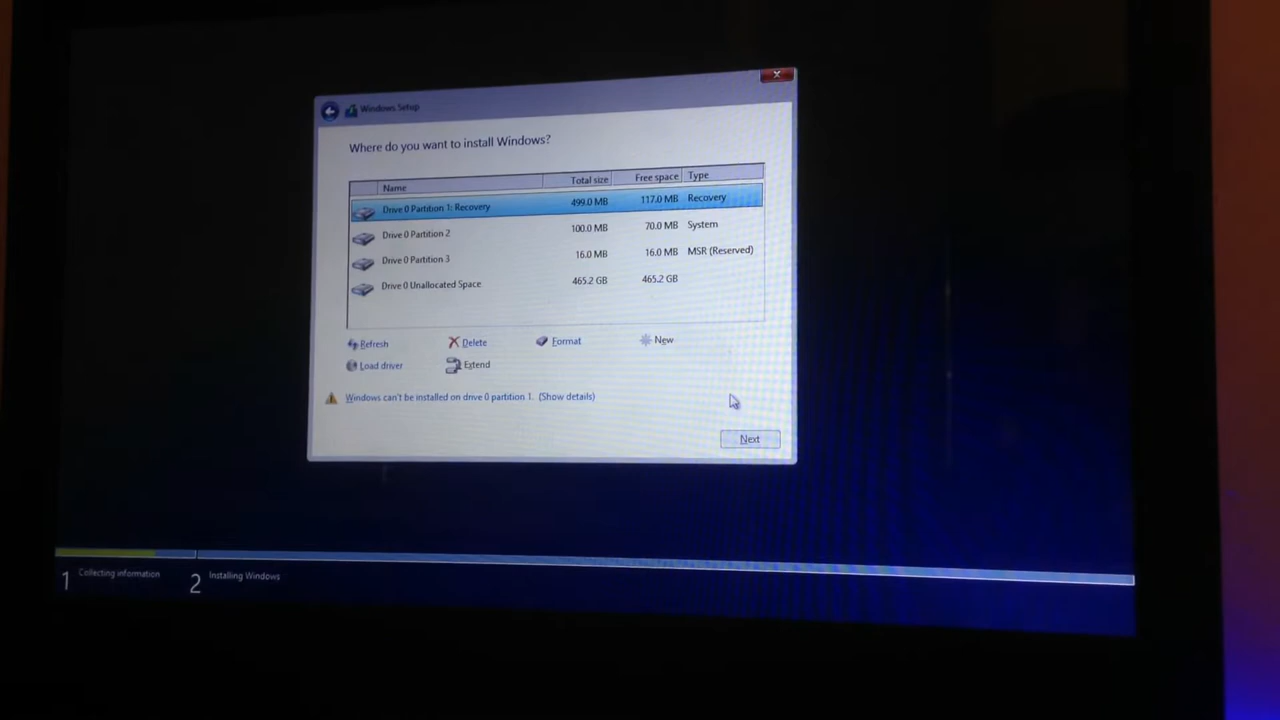 Windows Setup
Where do you want to install Windows?
Name Total size Free space Type
Drive 0 Partition 1: Recovery 499.0 MB 117.0 MB Recovery
Drive 0 Partition 2 100.0 MB 70.0 MB System
Drive 0 Partition 3 16.0 MB 16.0 MB MSR (Reserved)
Drive 0 Unallocated Space 465.2 GB 465.2 GB
Refresh Delete Format New
Load driver Extend
Windows can't be installed on drive 0 partition 1. (Show details)
Next
1 Collecting information 2 Installing Windows